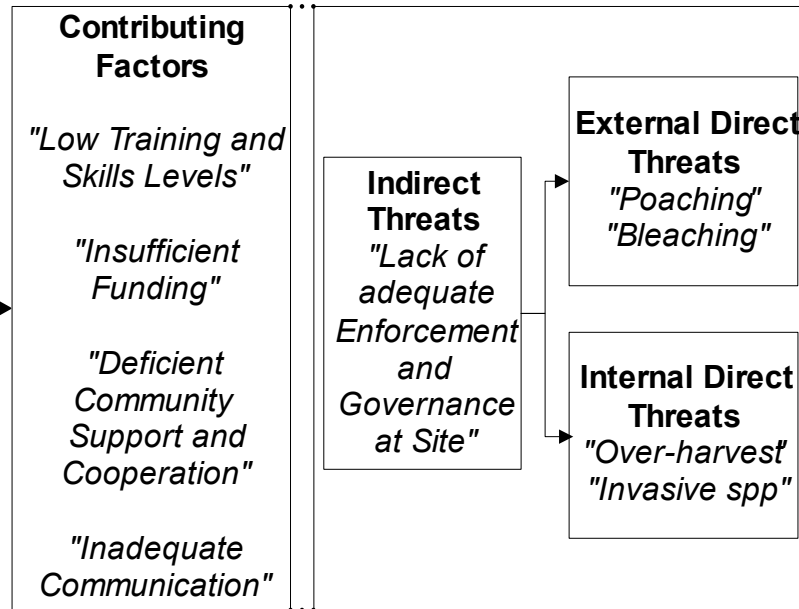 Contributing
Factors
"Low Training and
Skills Levels"
"Insufficient
Funding"
"Deficient
Community
Support and
Cooperation"
"Inadequate
Communication"
Indirect
Threats
"Lack of
adequate
Enforcement
and
Governance
at Site"
External Direct
Threats
"Poaching"
"Bleaching"
Internal Direct
Threats
"Over-harvest"
"Invasive spp"